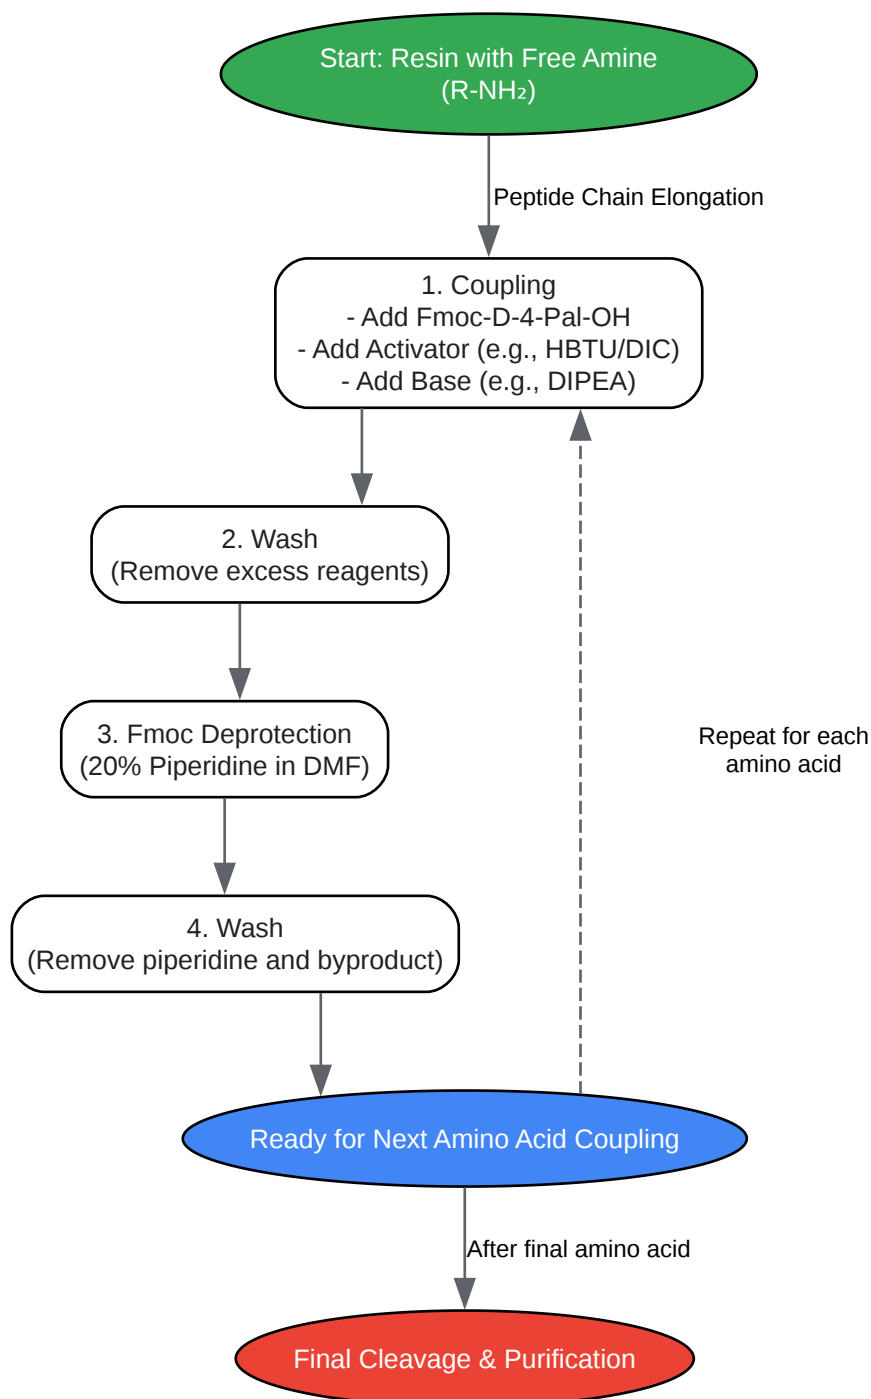 Start: Resin with Free Amine
(R-NH₂)
Peptide Chain Elongation
1. Coupling
- Add Fmoc-D-4-Pal-OH
- Add Activator (e.g., HBTU/DIC)
- Add Base (e.g., DIPEA)
2. Wash
(Remove excess reagents)
3. Fmoc Deprotection
(20% Piperidine in DMF)
Repeat for each
amino acid
4. Wash
(Remove piperidine and byproduct)
Ready for Next Amino Acid Coupling
After final amino acid
Final Cleavage & Purification